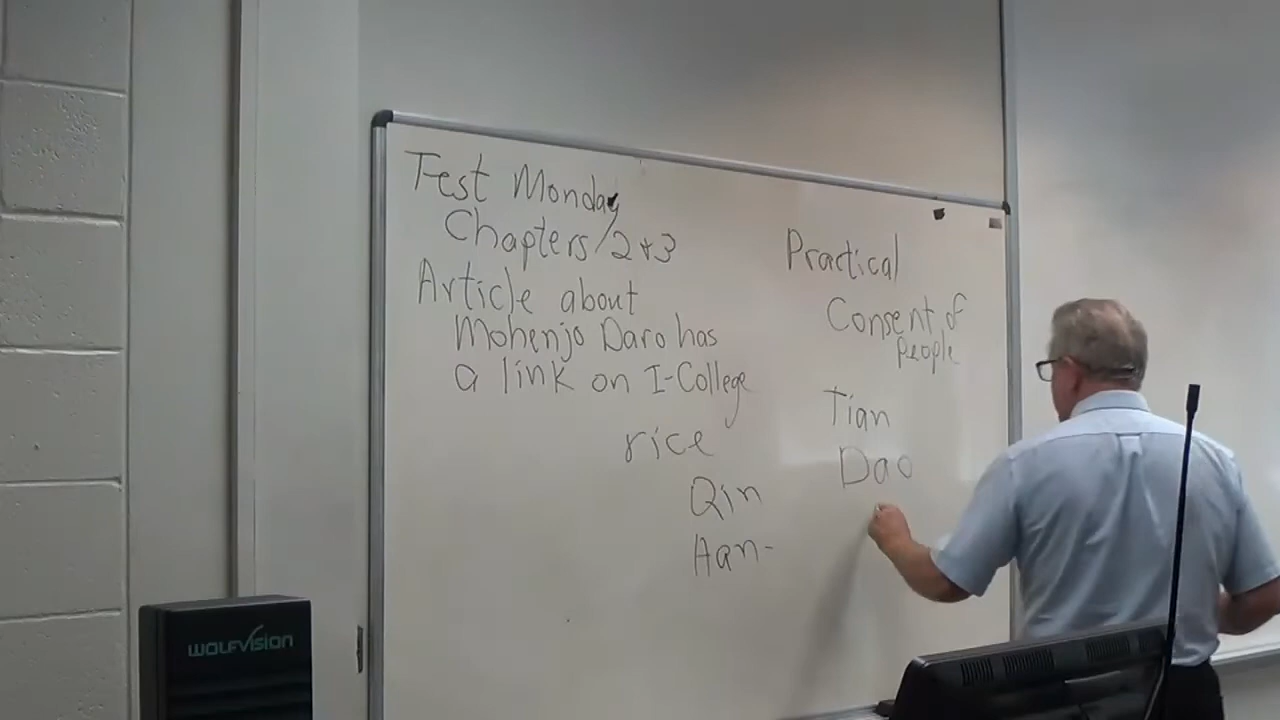 Test Monday
Chapters/2+3
Article about
Mohenjo Daro has
a link on I-College
rice
Qin
Han-
Practical
Consent of
people
Tian
Dao
WOLFVISION